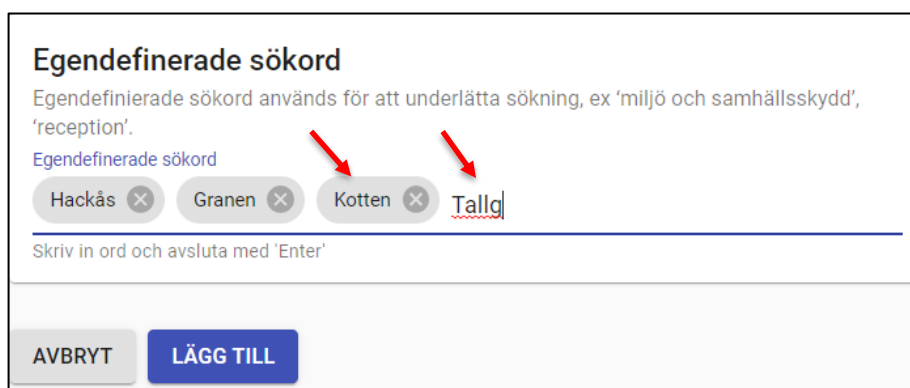 Egendefinerade sökord
Egendefinierade sökord används för att underlätta sökning, ex ‘miljö och samhällsskydd’,
‘reception’.
Egendefinerade sökord
Hackås Granen Kotten Tallg
Skriv in ord och avsluta med 'Enter'
AVBRYT LÄGG TILL